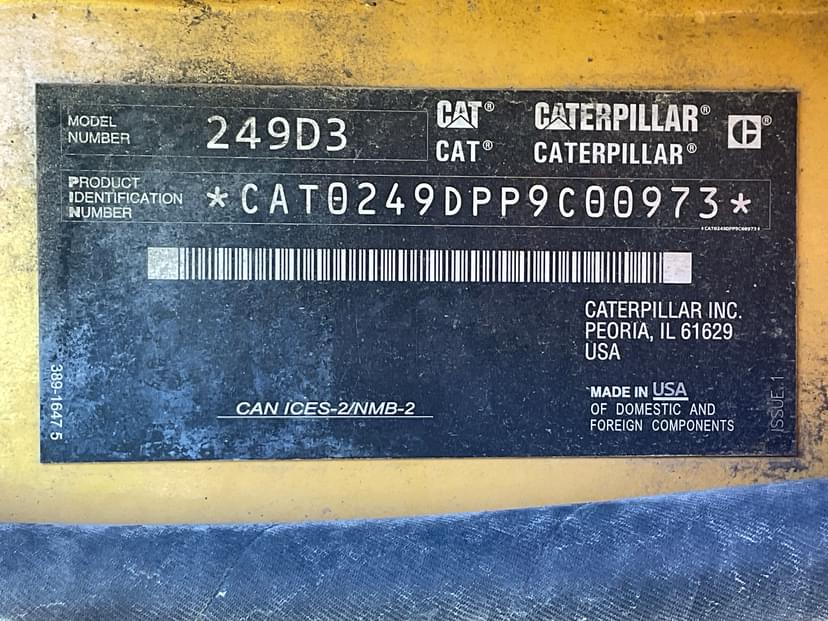 MODEL
NUMBER
249D3
CAT® CATERPILLAR® C®
CAT® CATERPILLAR®
PRODUCT
IDENTIFICATION
NUMBER
*CAT0249DPP9C00973*
*CAT0249DPP9C00973*
CATERPILLAR INC.
PEORIA, IL 61629
USA
MADE IN USA
OF DOMESTIC AND
FOREIGN COMPONENTS
CAN ICES-2/NMB-2
389-1647 5
ISSUE: 1